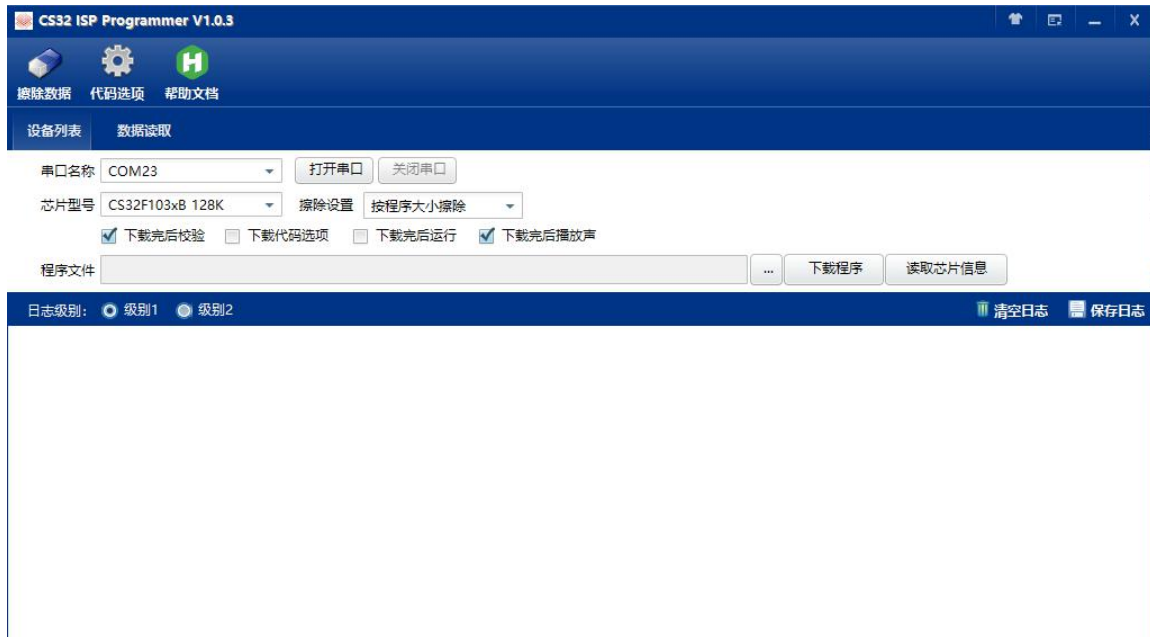 CS32 ISP Programmer V1.0.3
擦除数据 代码选项 帮助文档
设备列表 数据读取
串口名称 COM23 打开串口 关闭串口
芯片型号 CS32F103xB 128K 擦除设置 按程序大小擦除
下载完后校验 下载代码选项 下载完后运行 下载完后播放声
程序文件 ... 下载程序 读取芯片信息
日志级别: 级别1 级别2 清空日志 保存日志